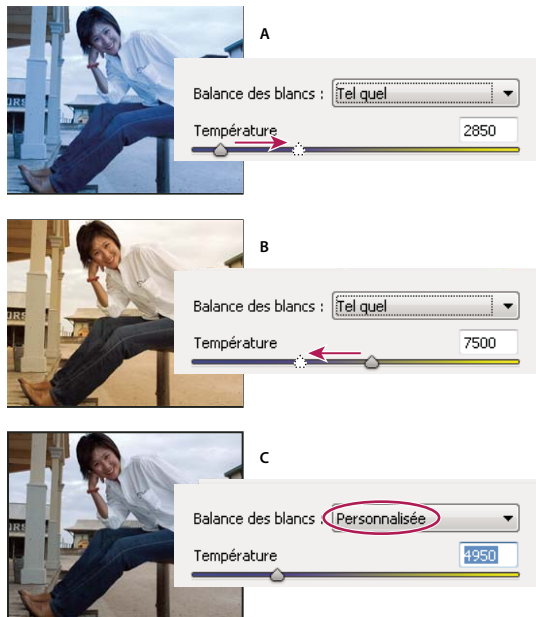 A
Balance des blancs : Tel quel
Température 2850
B
Balance des blancs : Tel quel
Température 7500
C
Balance des blancs : Personnalisée
Température 4950